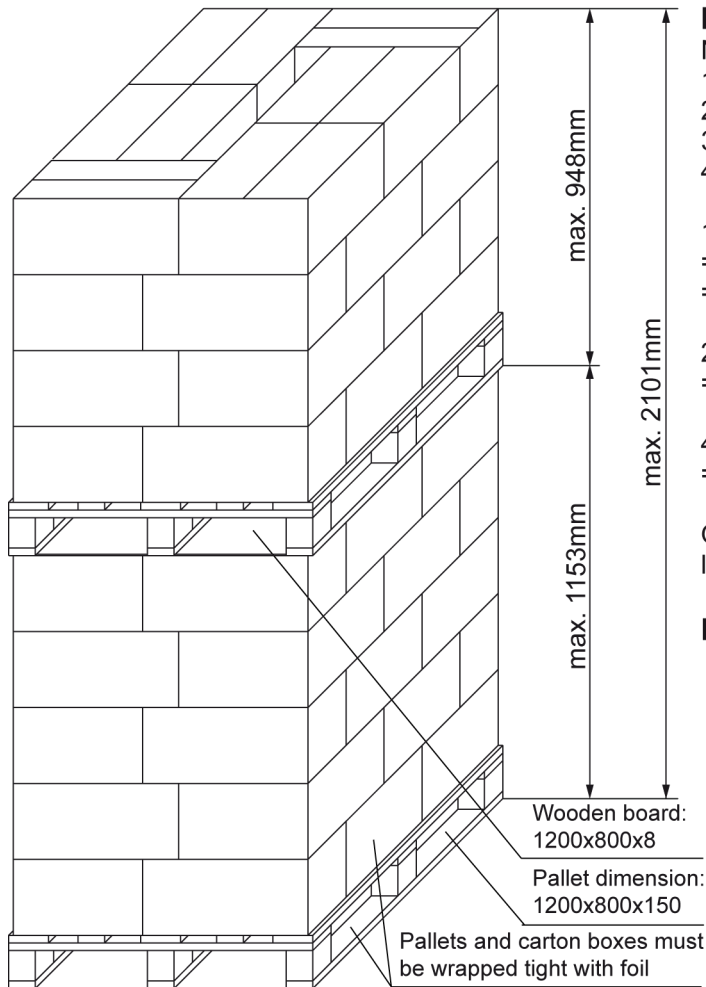 max. 948mm
max. 2101mm
max. 1153mm
Wooden board:
1200x800x8
Pallet dimension:
1200x800x150
Pallets and carton boxes must
be wrapped tight with foil